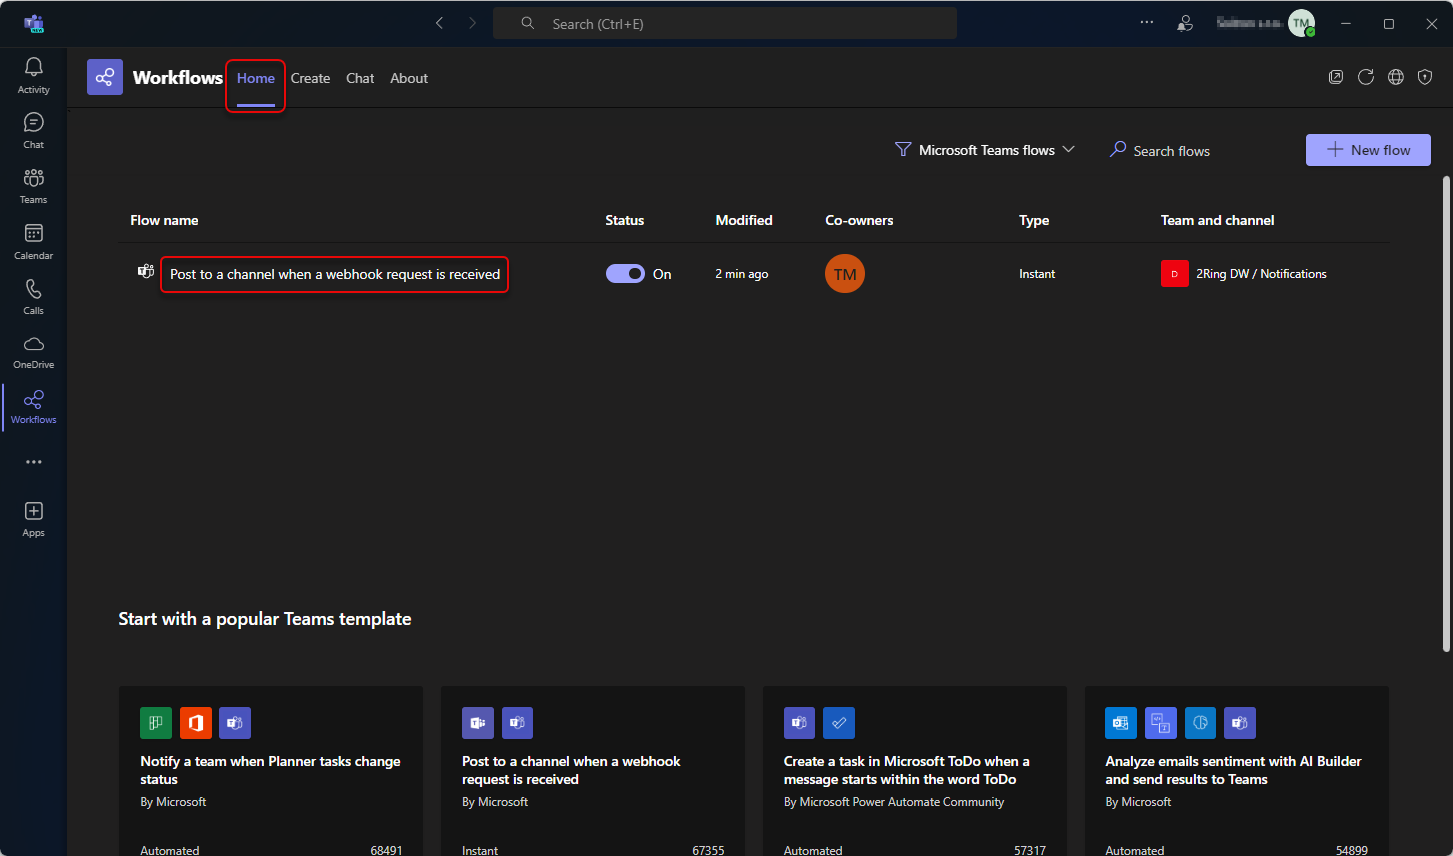 Search (Ctrl+E)
TM
Activity
Chat
Teams
Calendar
Calls
OneDrive
Workflows
Apps
Workflows Home Create Chat About
Microsoft Teams flows Search flows New flow
Flow name Status Modified Co-owners Type Team and channel
Post to a channel when a webhook request is received On 2 min ago TM Instant D 2Ring DW / Notifications
Start with a popular Teams template
Notify a team when Planner tasks change
status
By Microsoft
Automated 68491
Post to a channel when a webhook
request is received
By Microsoft
Instant 67355
Create a task in Microsoft ToDo when a
message starts within the word ToDo
By Microsoft Power Automate Community
Automated 57317
Analyze emails sentiment with AI Builder
and send results to Teams
By Microsoft
Automated 54899